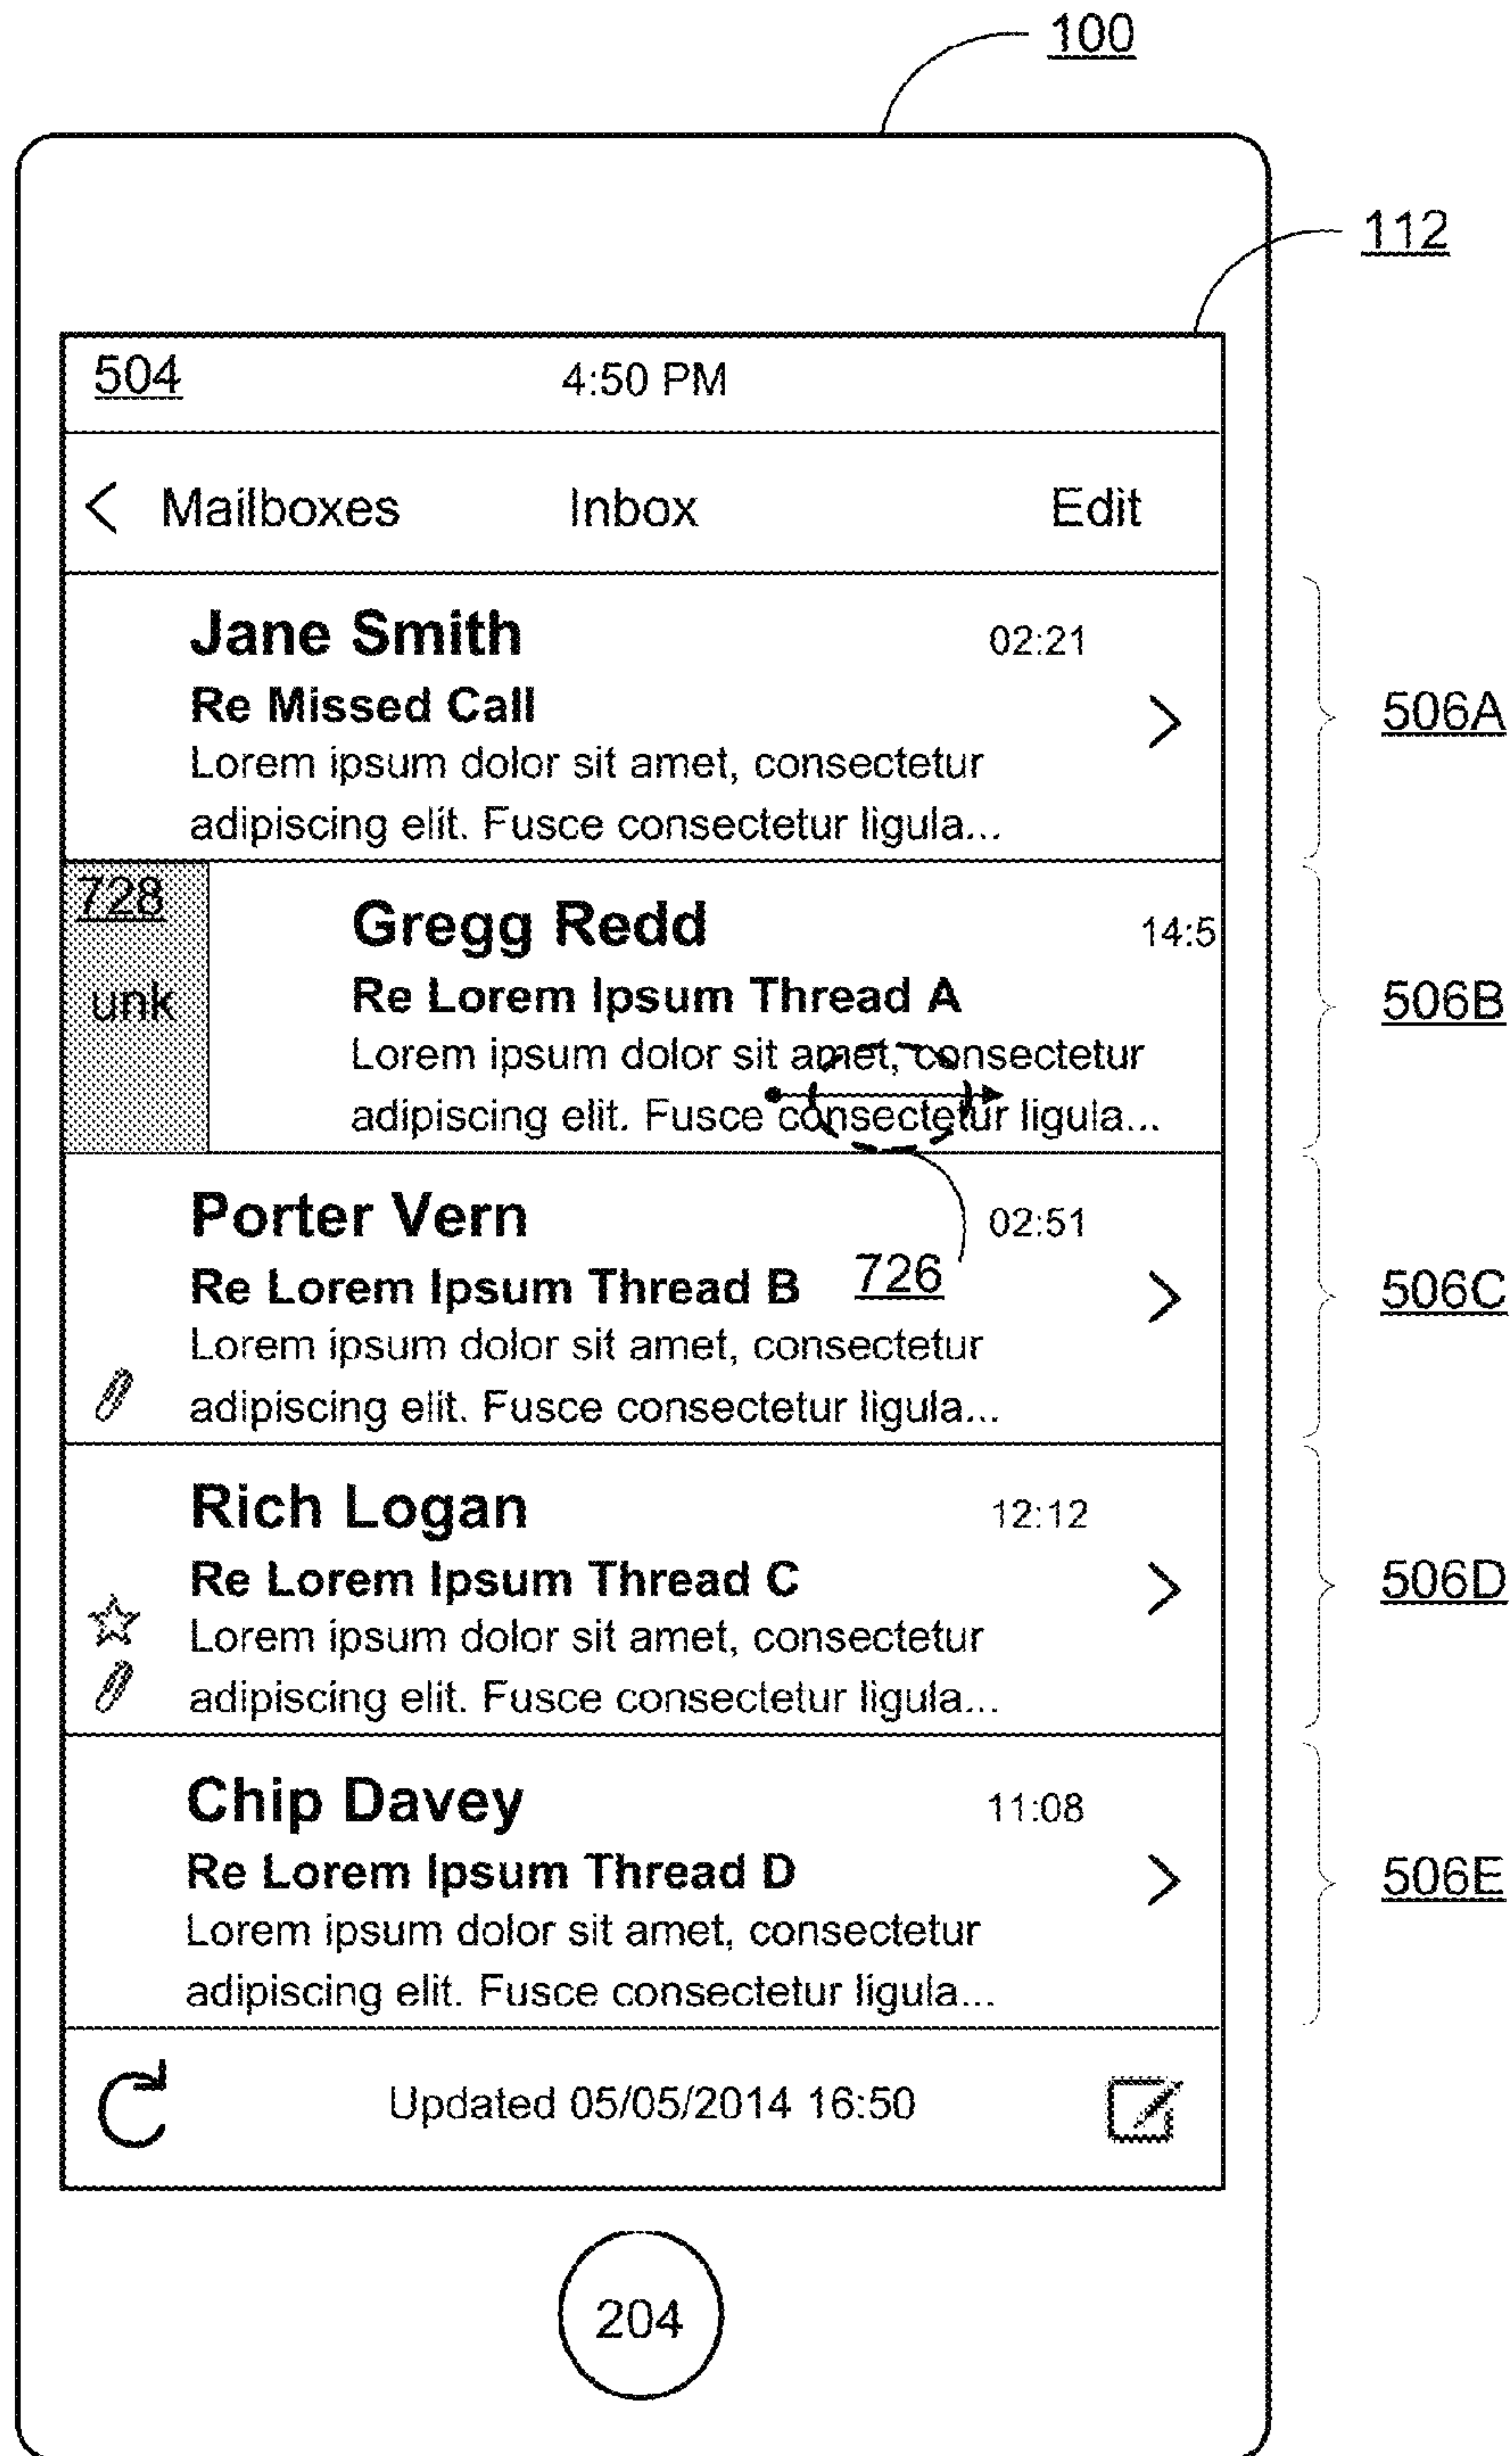 100
112
504 4:50 PM
< Mailboxes Inbox Edit
Jane Smith 02:21
Re Missed Call >
506A
Lorem ipsum dolor sit amet, consectetur
adipiscing elit. Fusce consectetur ligula...
728
Gregg Redd 14:5
unk
Re Lorem Ipsum Thread A
506B
Lorem ipsum dolor sit amet, consectetur
adipiscing elit. Fusce consectetur ligula...
Porter Vern 02:51
Re Lorem Ipsum Thread B 726 >
506C
Lorem ipsum dolor sit amet, consectetur
adipiscing elit. Fusce consectetur ligula...
Rich Logan 12:12
Re Lorem Ipsum Thread C >
506D
Lorem ipsum dolor sit amet, consectetur
adipiscing elit. Fusce consectetur ligula...
Chip Davey 11:08
Re Lorem Ipsum Thread D >
506E
Lorem ipsum dolor sit amet, consectetur
adipiscing elit. Fusce consectetur ligula...
Updated 05/05/2014 16:50
204